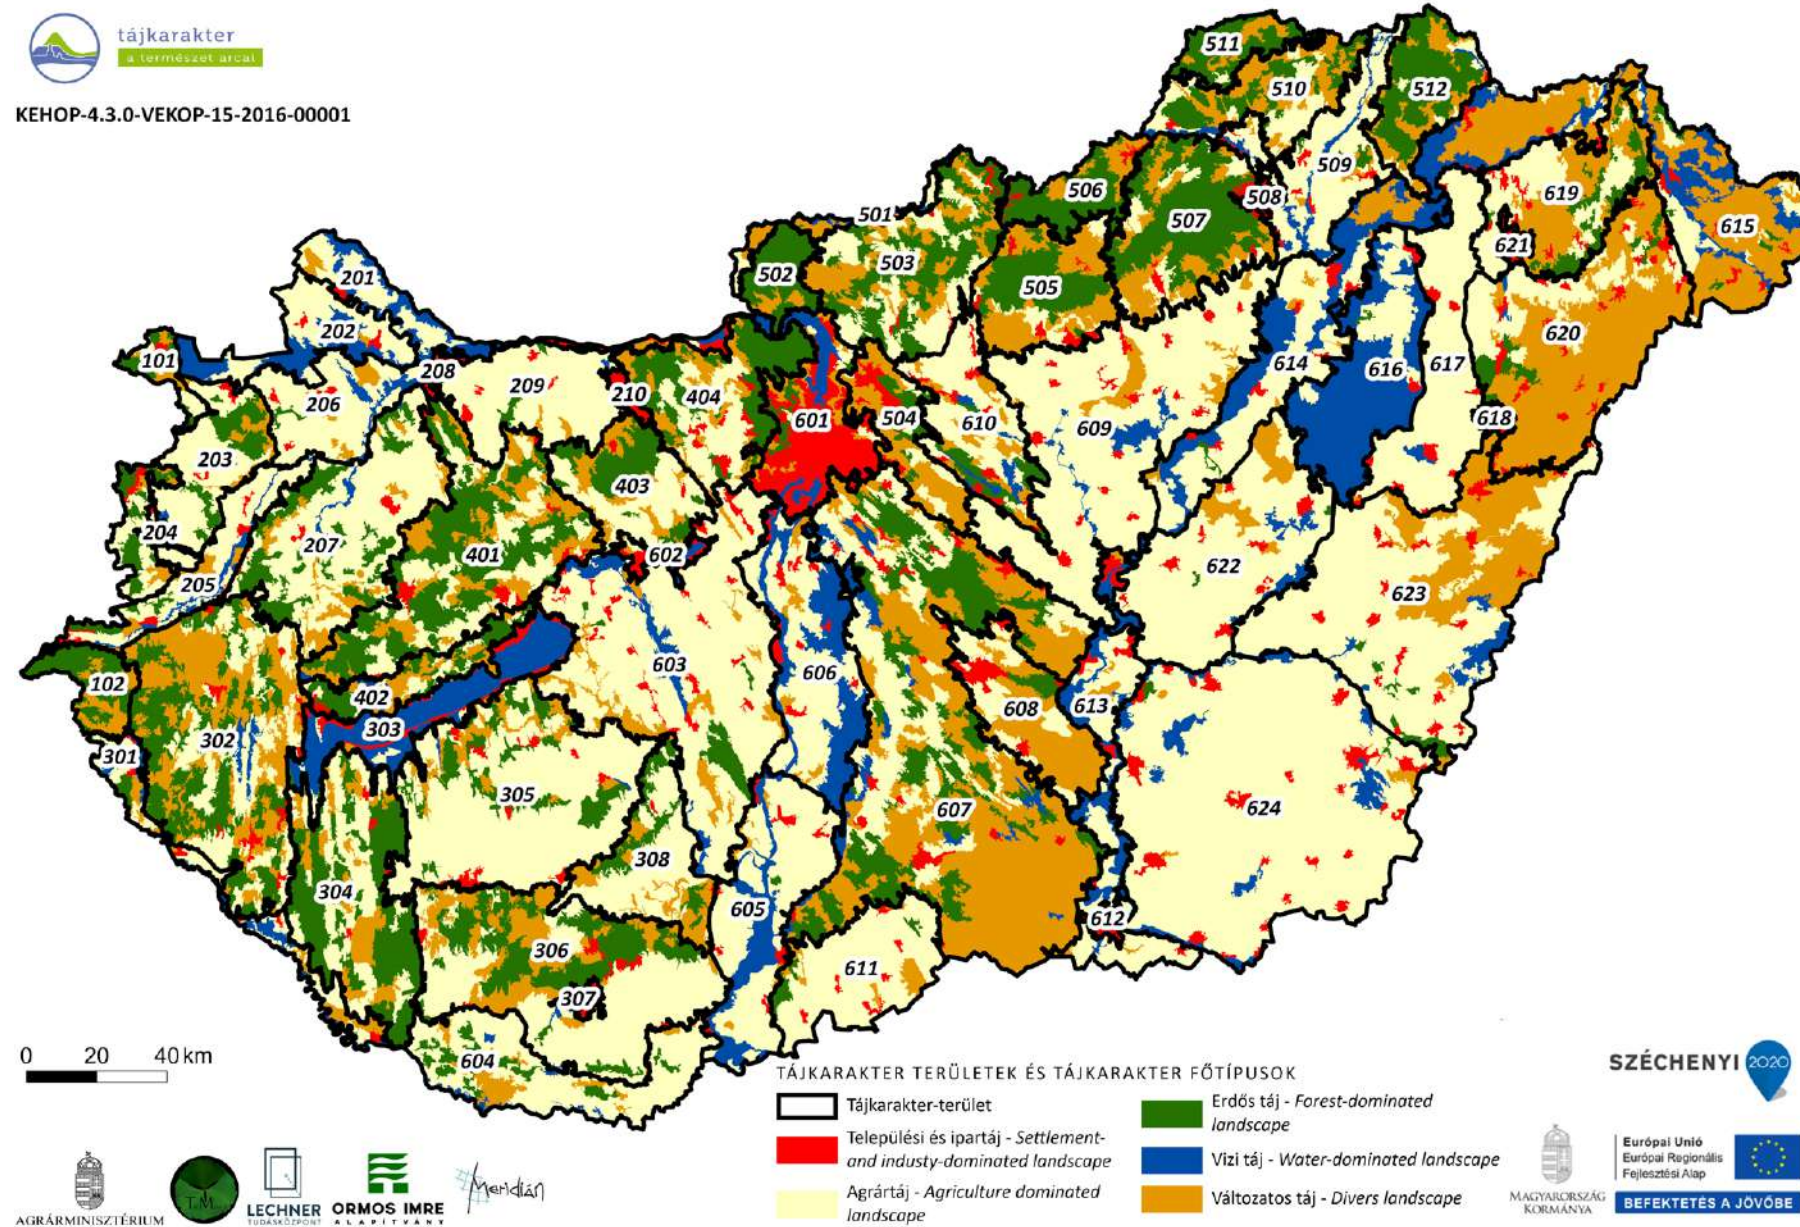 tájkarakter
a természet arcai
KEHOP-4.3.0-VEKOP-15-2016-00001
511
510
512
509
506
507
508
501
619
615
621
503
502
505
201
202
620
101
208
209
210
404
614
616
617
206
601
504
610
609
618
203
403
204
207
401
602
622
205
623
603
606
102
402
303
613
608
302
301
305
607
624
308
304
605
612
306
611
307
604
0 20 40 km
TÁJKARAKTER TERÜLETEK ÉS TÁJKARAKTER FŐTÍPUSOK
Tájkarakter-terület
Települési és ipartáj - Settlement-
and industy-dominated landscape
Agrártáj - Agriculture dominated
landscape
Erdős táj - Forest-dominated
landscape
Vizi táj - Water-dominated landscape
Változatos táj - Divers landscape
SZÉCHENYI 2020
AGRÁRMINISZTÉRIUM
T.M.
LECHNER
TUDÁSKÖZPONT
ORMOS IMRE
ALAPÍTVÁNY
Meridián
MAGYARORSZÁG
KORMÁNYA
Európai Unió
Európai Regionális
Fejlesztési Alap
BEFEKTETÉS A JÖVŐBE